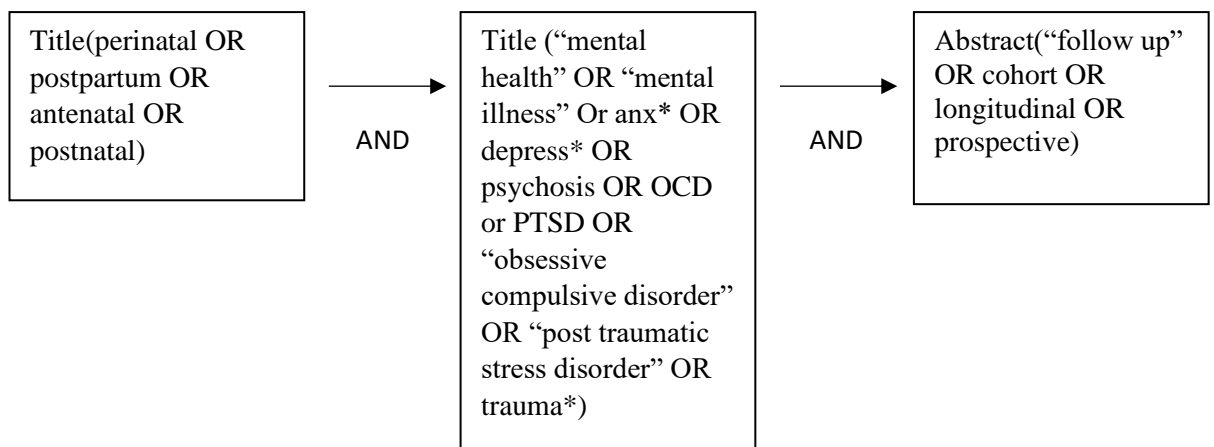 Title(perinatal OR
postpartum OR
antenatal OR
postnatal)
AND
Title (“mental
health” OR “mental
illness” Or anx* OR
depress* OR
psychosis OR OCD
or PTSD OR
“obsessive
compulsive disorder”
OR “post traumatic
stress disorder” OR
trauma*)
AND
Abstract(“follow up”
OR cohort OR
longitudinal OR
prospective)